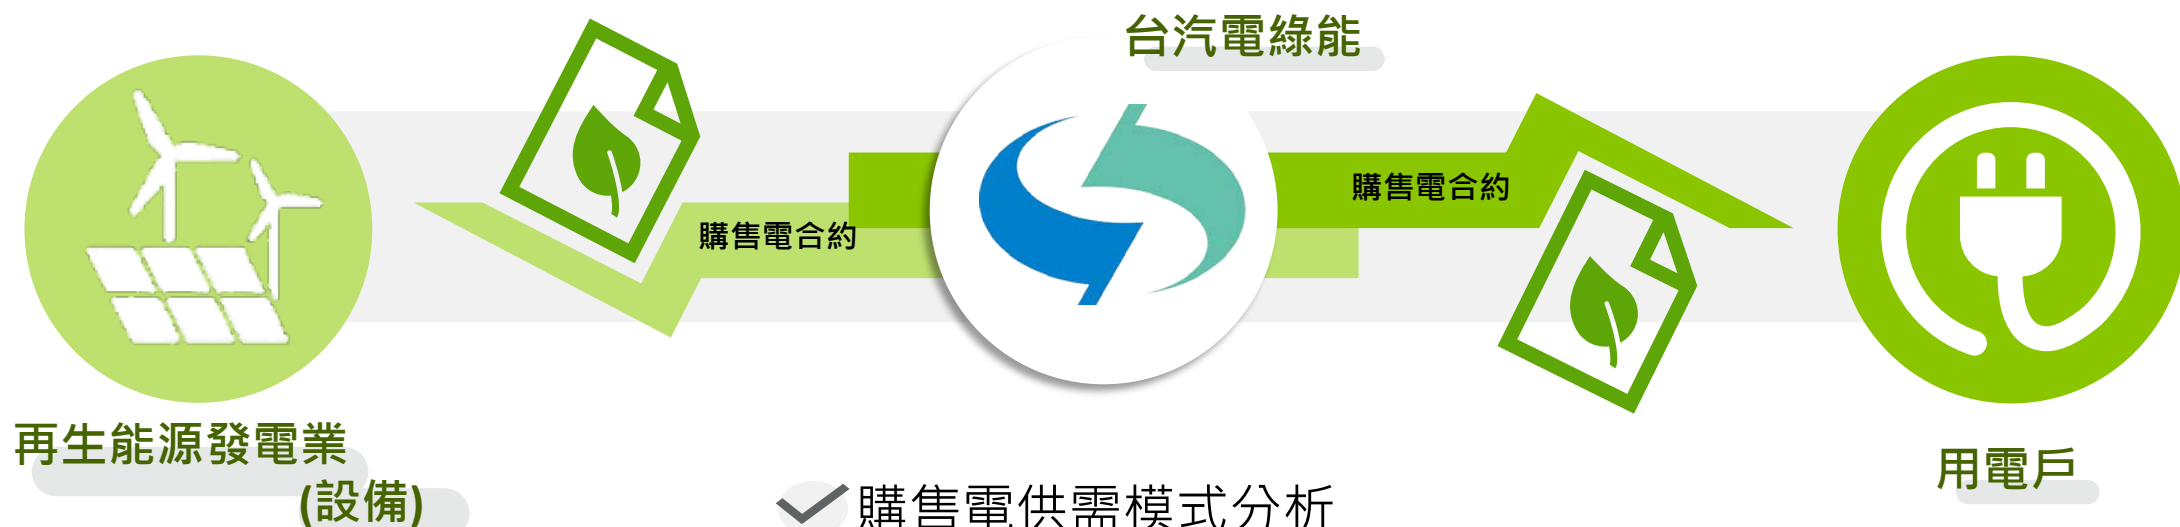 台汽電綠能
購售電合約
購售電合約
再生能源發電業
(設備)
用電戶
購售電供需模式分析